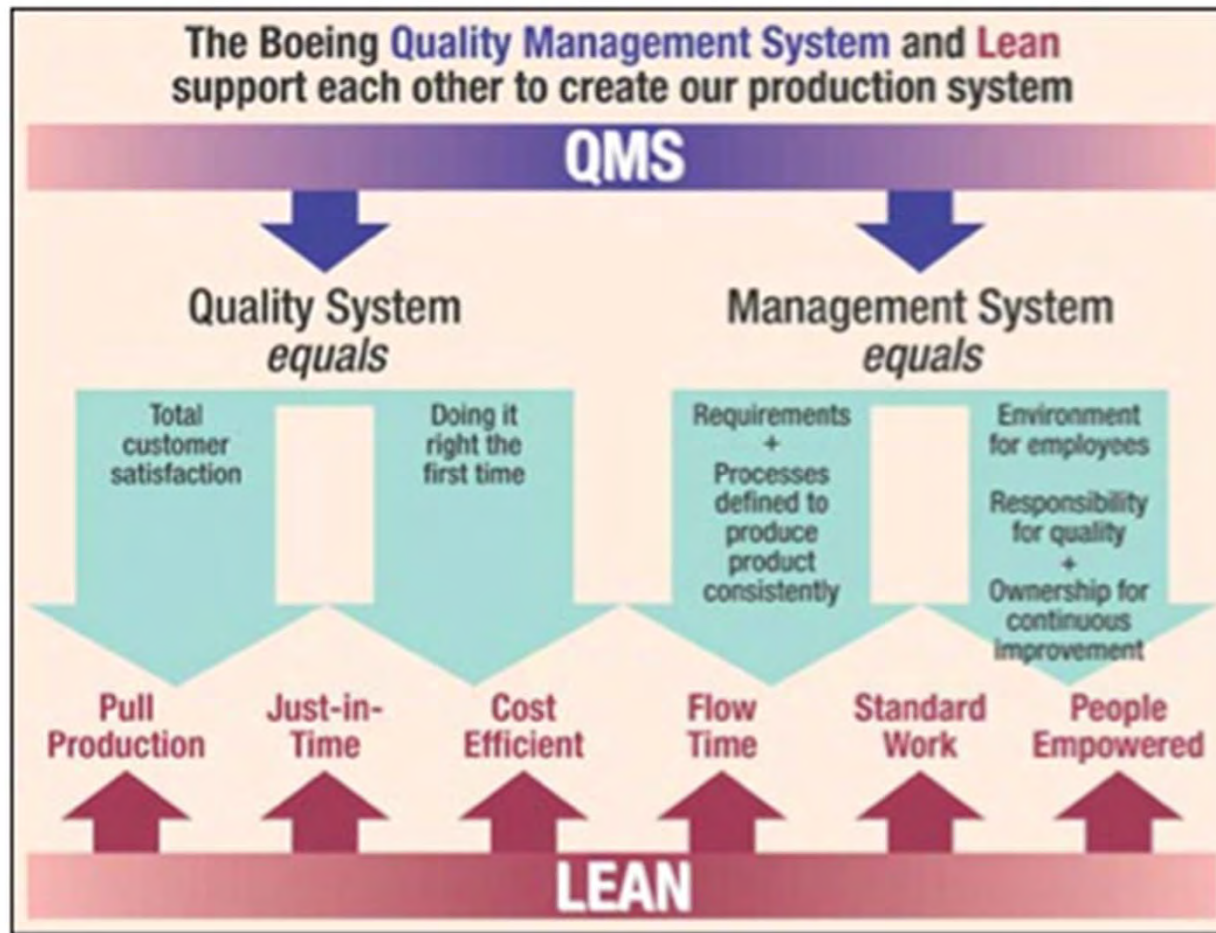 The Boeing Quality Management System and Lean
support each other to create our production system
QMS
Quality System
equals
Management System
equals
Total
customer
satisfaction
Doing it
right the
first time
Requirements
+
Processes
defined to
produce
product
consistently
Environment
for employees
Responsibility
for quality
+
Ownership for
continuous
improvement
Pull
Production
Just-in-
Time
Cost
Efficient
Flow
Time
Standard
Work
People
Empowered
LEAN